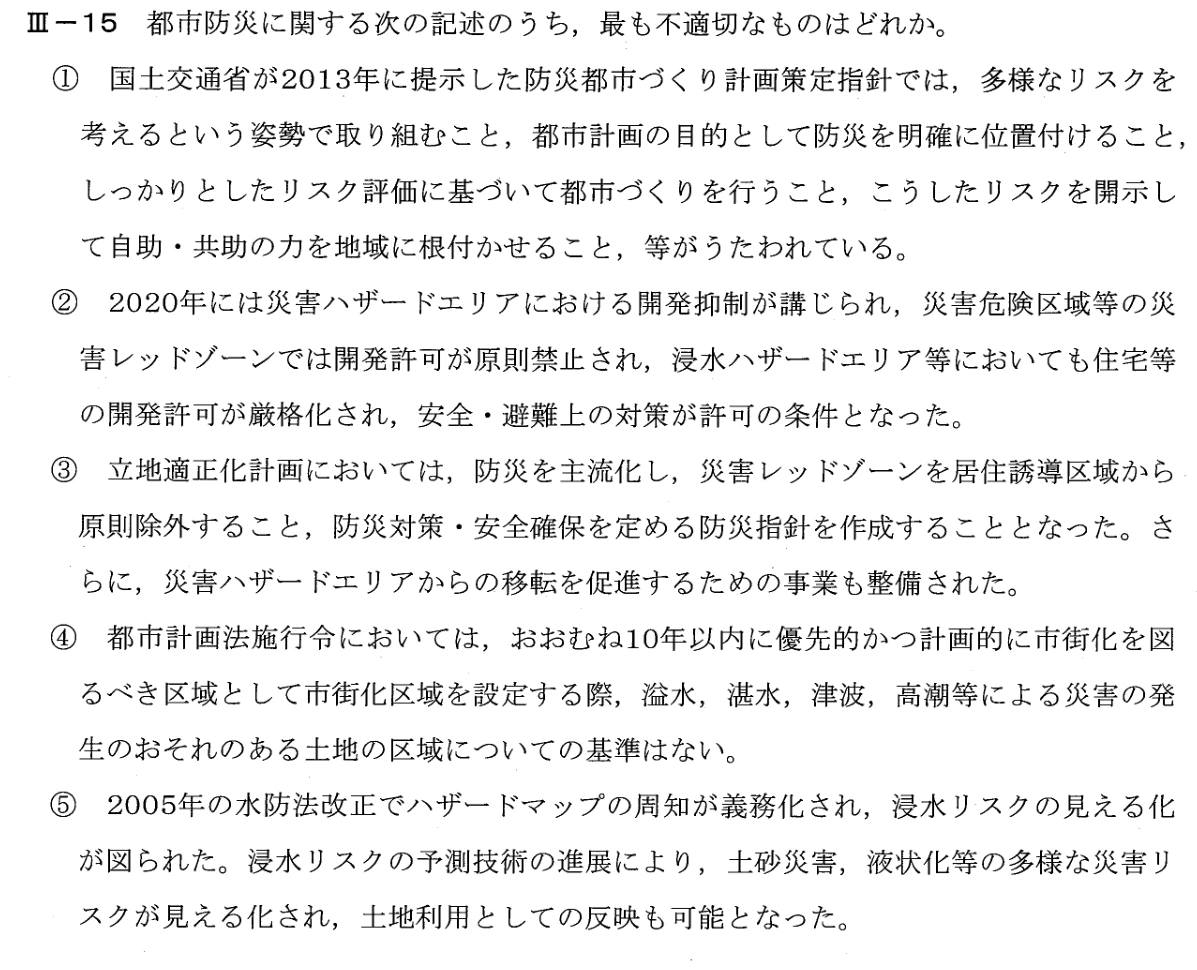 Ⅲ－15　都市防災に関する次の記述のうち，最も不適切なものはどれか。
①　国土交通省が2013年に提示した防災都市づくり計画策定指針では，多様なリスクを
考えるという姿勢で取り組むこと，都市計画の目的として防災を明確に位置付けること，
しっかりとしたリスク評価に基づいて都市づくりを行うこと，こうしたリスクを開示し
て自助・共助の力を地域に根付かせること，等がうたわれている。
②　2020年には災害ハザードエリアにおける開発抑制が講じられ，災害危険区域等の災
害レッドゾーンでは開発許可が原則禁止され，浸水ハザードエリア等においても住宅等
の開発許可が厳格化され，安全・避難上の対策が許可の条件となった。
③　立地適正化計画においては，防災を主流化し，災害レッドゾーンを居住誘導区域から
原則除外すること，防災対策・安全確保を定める防災指針を作成することとなった。さ
らに，災害ハザードエリアからの移転を促進するための事業も整備された。
④　都市計画法施行令においては，おおむね10年以内に優先的かつ計画的に市街化を図
るべき区域として市街化区域を設定する際，溢水，湛水，津波，高潮等による災害の発
生のおそれのある土地の区域についての基準はない。
⑤　2005年の水防法改正でハザードマップの周知が義務化され，浸水リスクの見える化
が図られた。浸水リスクの予測技術の進展により，土砂災害，液状化等の多様な災害リ
スクが見える化され，土地利用としての反映も可能となった。